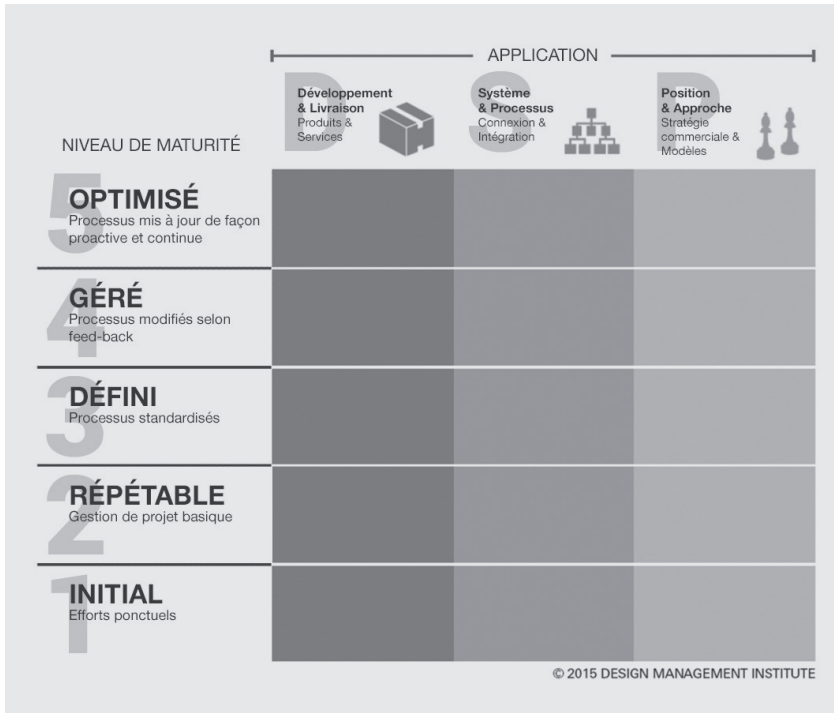 APPLICATION
D
Développement
& Livraison
Produits &
Services
S
Système
& Processus
Connexion &
Intégration
P
Position
& Approche
Stratégie
commerciale &
Modèles
NIVEAU DE MATURITÉ
5
OPTIMISÉ
Processus mis à jour de façon
proactive et continue
4
GÉRÉ
Processus modifiés selon
feed-back
3
DÉFINI
Processus standardisés
2
RÉPÉTABLE
Gestion de projet basique
1
INITIAL
Efforts ponctuels
© 2015 DESIGN MANAGEMENT INSTITUTE